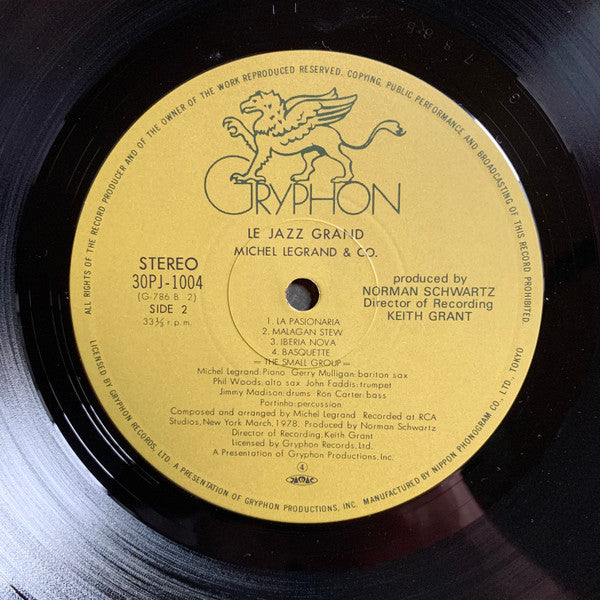 ALL RIGHTS OF THE RECORD PRODUCER AND OF THE OWNER OF THE WORK REPRODUCED RESERVED. COPYING, PUBLIC PERFORMANCE AND BROADCASTING OF THIS RECORD PROHIBITED.
GRYPHON
LE JAZZ GRAND
MICHEL LEGRAND & CO.
STEREO
30PJ-1004
(G-786 B 2)
SIDE 2
33⅓ r.p.m.
produced by
NORMAN SCHWARTZ
Director of Recording
KEITH GRANT
1. LA PASIONARIA
2. MALAGAN STEW
3. IBERIA NOVA
4. BASQUETTE
— THE SMALL GROUP —
Michel Legrand:Piano Gerry Mulligan:bariton sax
Phil Woods:alto sax John Faddis:trumpet
Jimmy Madison:drums Ron Carter:bass
Portinho:percussion
Composed and arranged by Michel Legrand Recorded at RCA
Studios, New York March, 1978. Produced by Norman Schwartz
Director of Recording:Keith Grant
Licensed by Gryphon Records, Ltd.
A Presentation of Gryphon Productions, Inc.
4
LICENSED BY GRYPHON RECORDS, LTD. A PRESENTATION OF GRYPHON PRODUCTIONS, INC. MANUFACTURED BY NIPPON PHONOGRAM CO., LTD., TOKYO